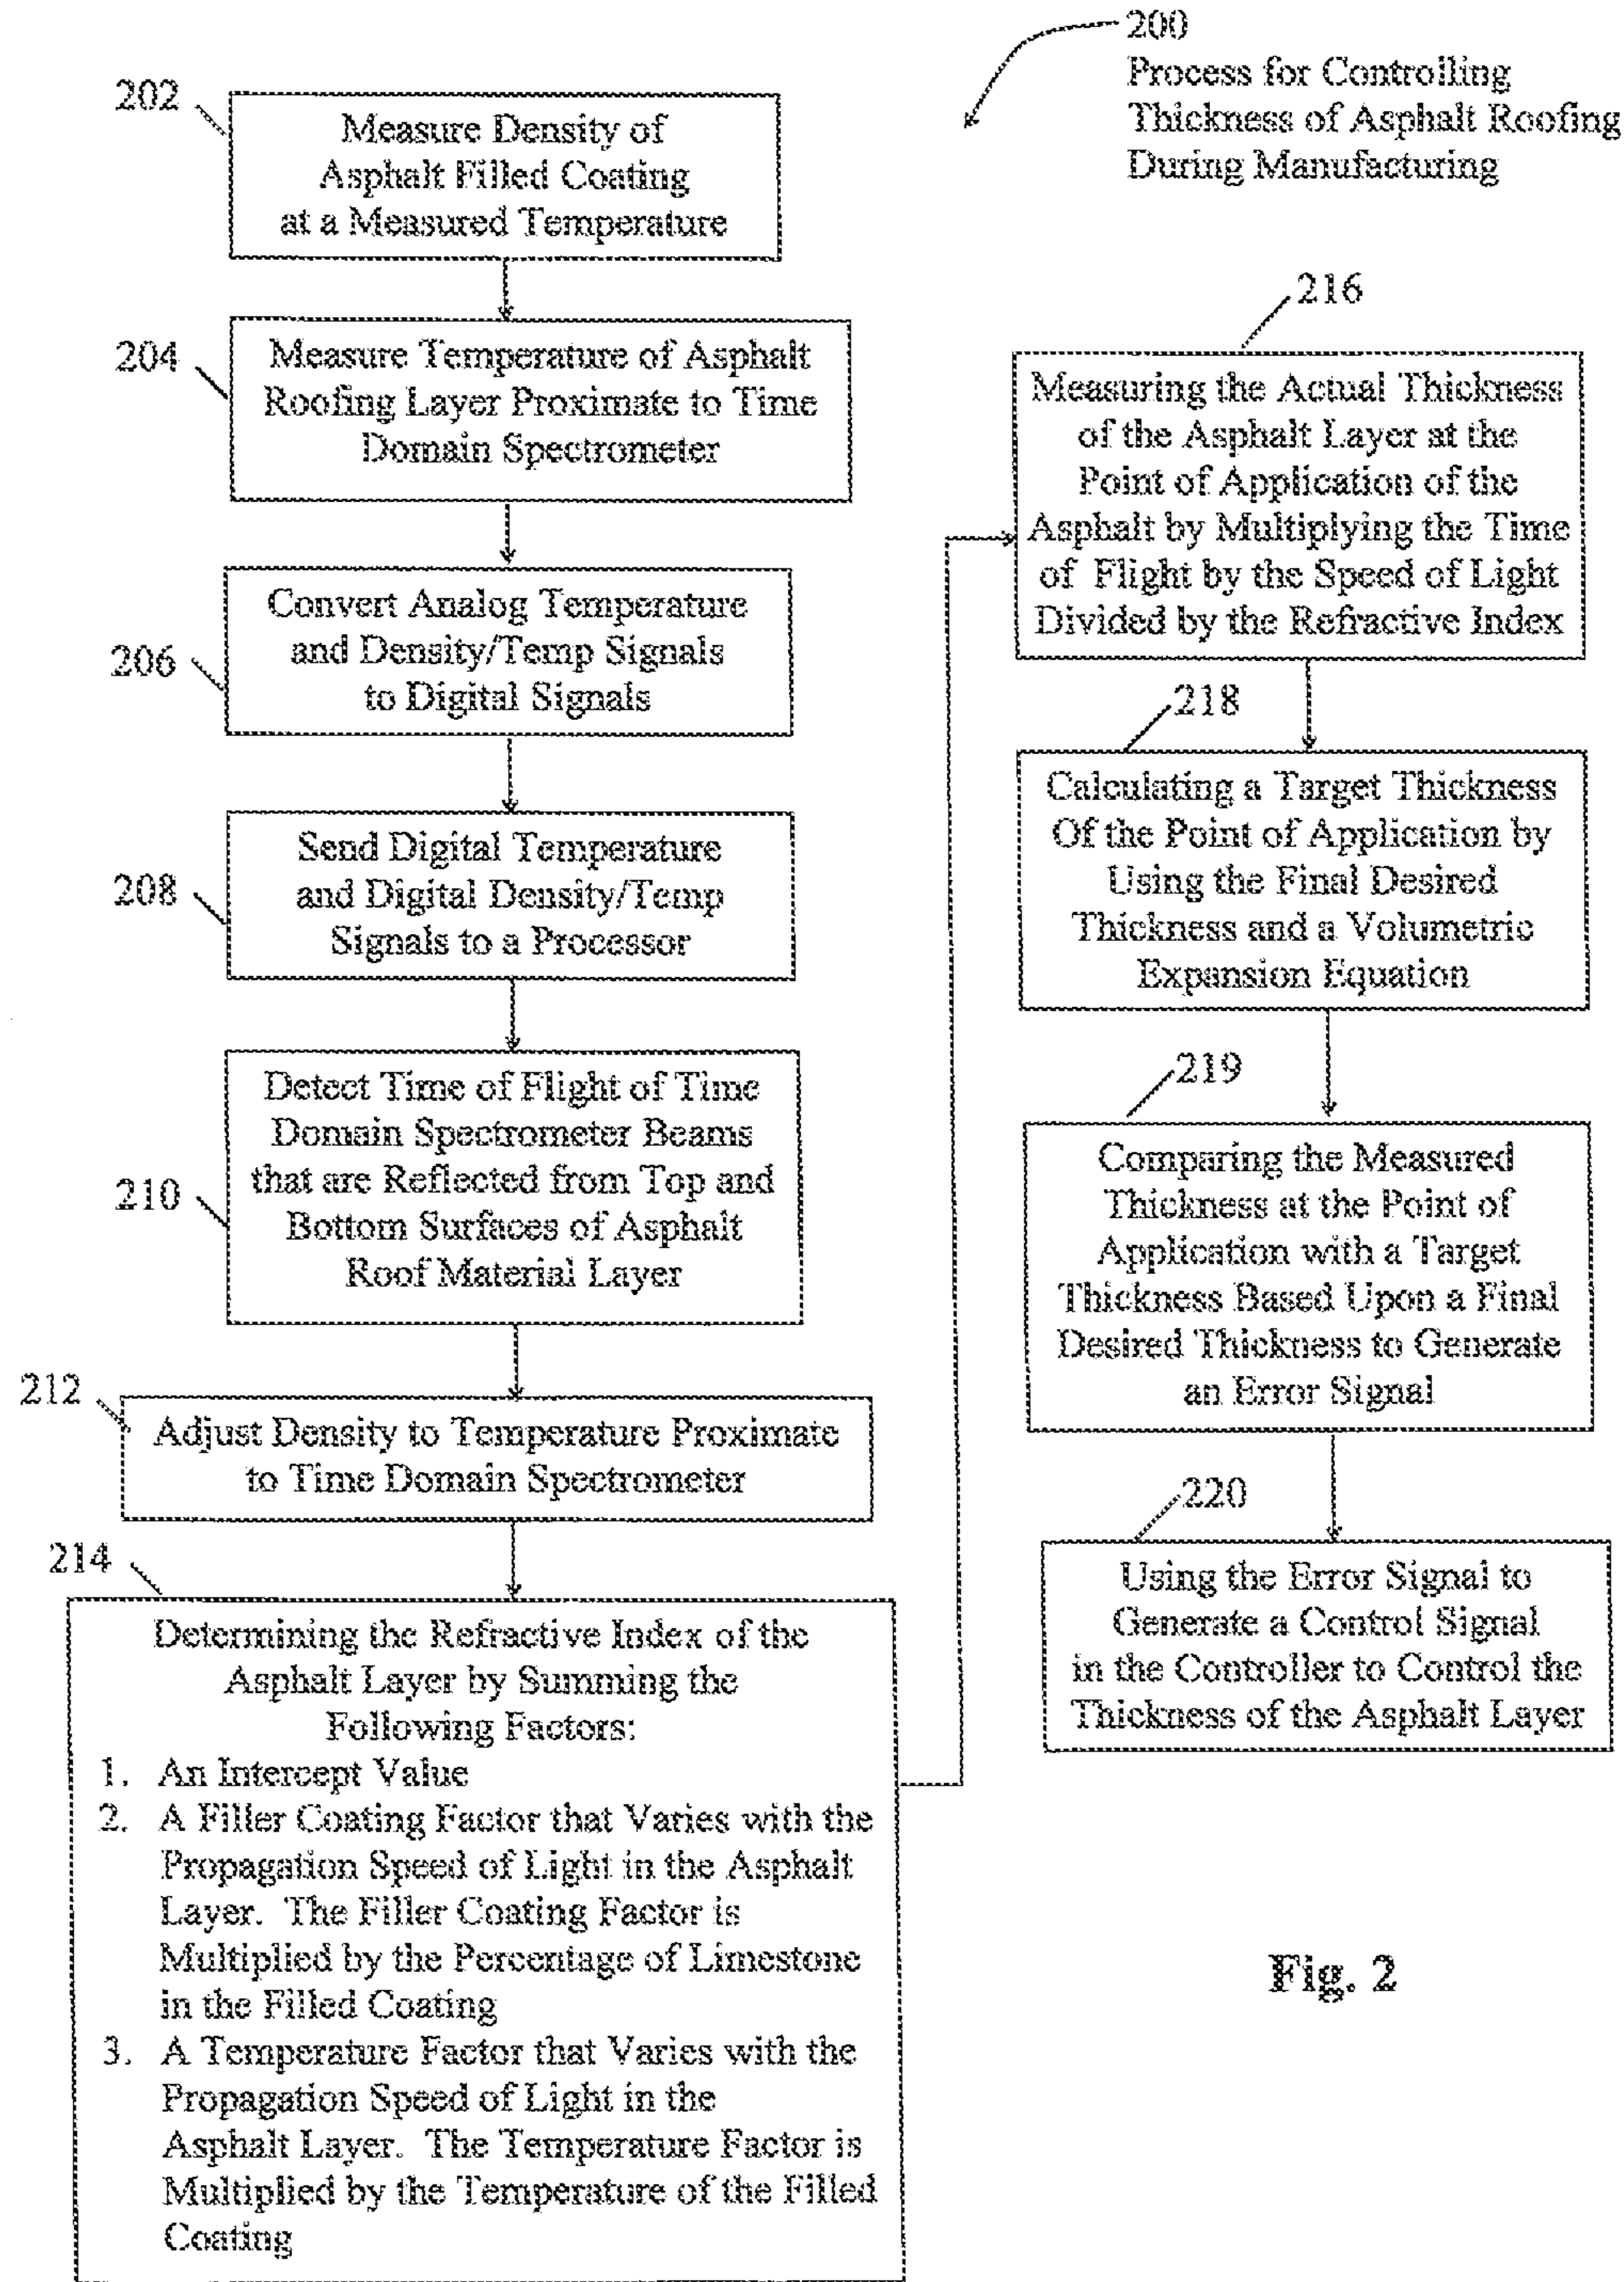 200
Process for Controlling
Thickness of Asphalt Roofing
During Manufacturing
202
Measure Density of
Asphalt Filled Coating
at a Measured Temperature
204
Measure Temperature of Asphalt
Roofing Layer Proximate to Time
Domain Spectrometer
206
Convert Analog Temperature
and Density/Temp Signals
to Digital Signals
208
Send Digital Temperature
and Digital Density/Temp
Signals to a Processor
210
Detect Time of Flight of Time
Domain Spectrometer Beams
that are Reflected from Top and
Bottom Surfaces of Asphalt
Roof Material Layer
212
Adjust Density to Temperature Proximate
to Time Domain Spectrometer
214
Determining the Refractive Index of the
Asphalt Layer by Summing the
Following Factors:
1. An Intercept Value
2. A Filler Coating Factor that Varies with the
Propagation Speed of Light in the Asphalt
Layer. The Filler Coating Factor is
Multiplied by the Percentage of Limestone
in the Filled Coating
3. A Temperature Factor that Varies with the
Propagation Speed of Light in the
Asphalt Layer. The Temperature Factor is
Multiplied by the Temperature of the Filled
Coating
216
Measuring the Actual Thickness
of the Asphalt Layer at the
Point of Application of the
Asphalt by Multiplying the Time
of Flight by the Speed of Light
Divided by the Refractive Index
218
Calculating a Target Thickness
Of the Point of Application by
Using the Final Desired
Thickness and a Volumetric
Expansion Equation
219
Comparing the Measured
Thickness at the Point of
Application with a Target
Thickness Based Upon a Final
Desired Thickness to Generate
an Error Signal
220
Using the Error Signal to
Generate a Control Signal
in the Controller to Control the
Thickness of the Asphalt Layer
Fig. 2